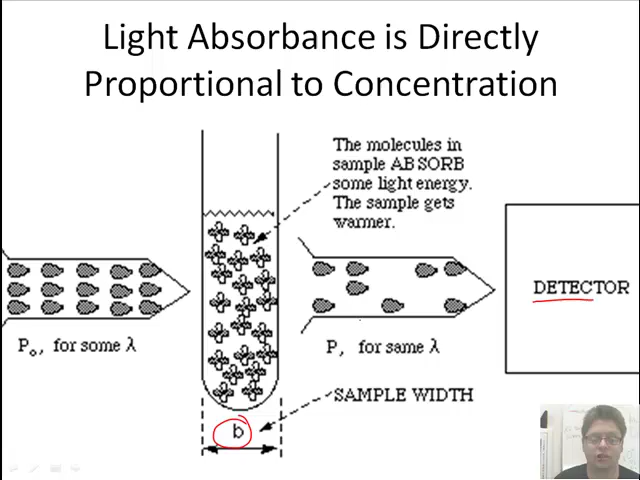 Light Absorbance is Directly
Proportional to Concentration
The molecules in
sample ABSORB
some light energy.
The sample gets
warmer.
DETECTOR
Po, for some λ
P, for same λ
SAMPLE WIDTH
b